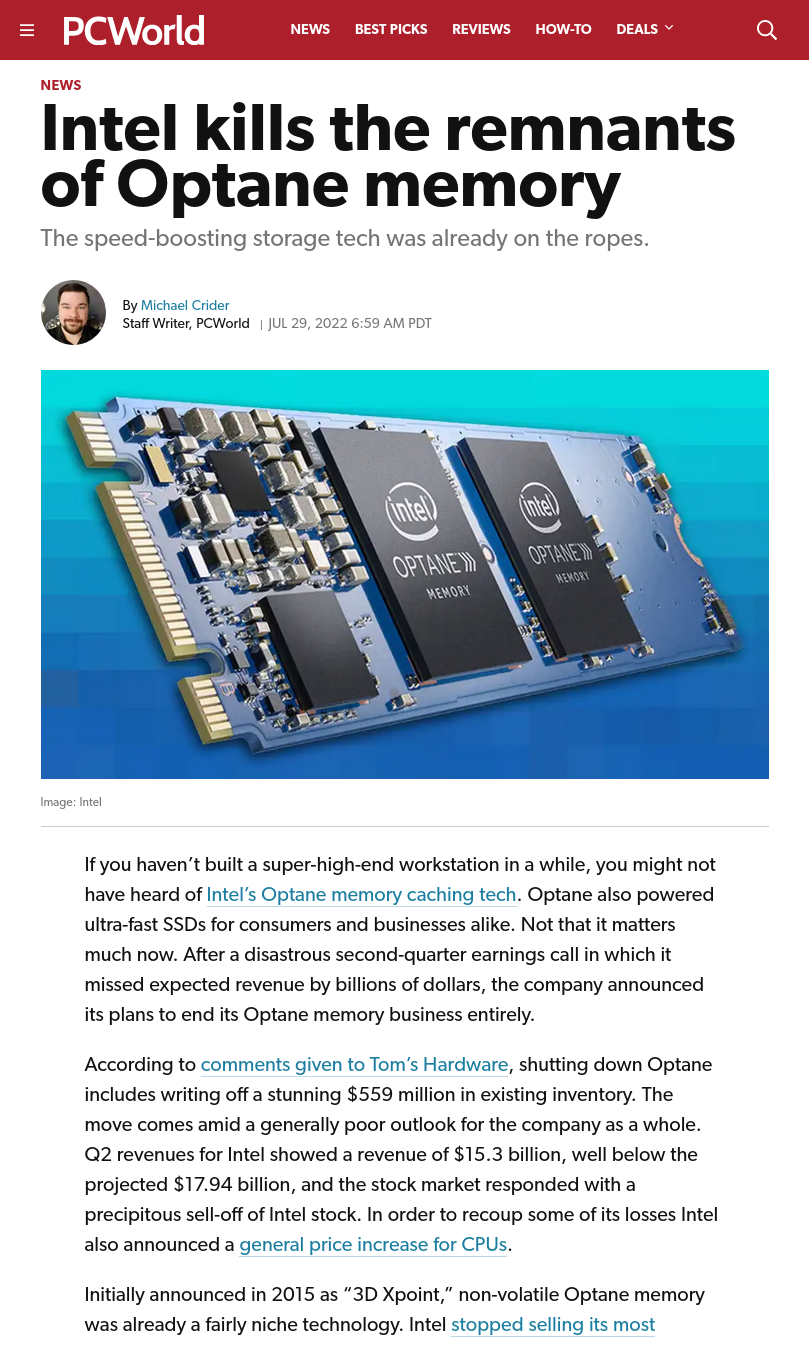 PCWorld
NEWS BEST PICKS REVIEWS HOW-TO DEALS
NEWS
Intel kills the remnants
of Optane memory
The speed-boosting storage tech was already on the ropes.
By Michael Crider
Staff Writer, PCWorld | JUL 29, 2022 6:59 AM PDT
intel
OPTANE
MEMORY
intel
OPTANE
MEMORY
M
B
Image: Intel
If you haven’t built a super-high-end workstation in a while, you might not
have heard of Intel’s Optane memory caching tech. Optane also powered
ultra-fast SSDs for consumers and businesses alike. Not that it matters
much now. After a disastrous second-quarter earnings call in which it
missed expected revenue by billions of dollars, the company announced
its plans to end its Optane memory business entirely.
According to comments given to Tom’s Hardware, shutting down Optane
includes writing off a stunning $559 million in existing inventory. The
move comes amid a generally poor outlook for the company as a whole.
Q2 revenues for Intel showed a revenue of $15.3 billion, well below the
projected $17.94 billion, and the stock market responded with a
precipitous sell-off of Intel stock. In order to recoup some of its losses Intel
also announced a general price increase for CPUs.
Initially announced in 2015 as “3D Xpoint,” non-volatile Optane memory
was already a fairly niche technology. Intel stopped selling its most